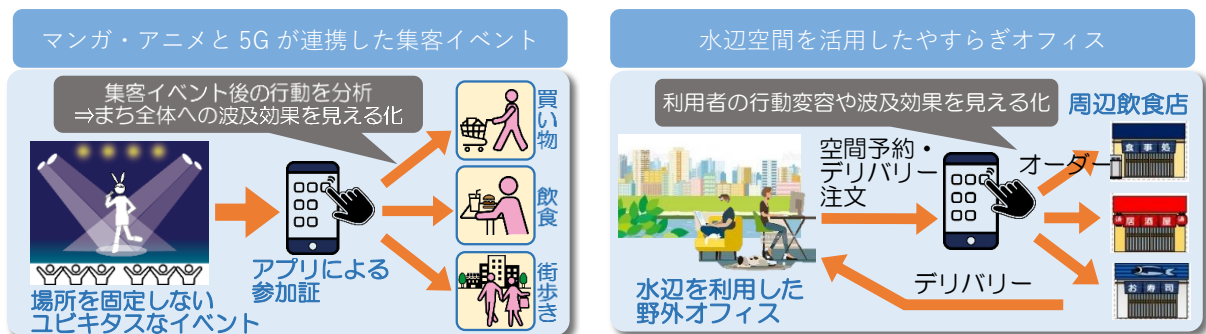 マンガ・アニメと 5G が連携した集客イベント
集客イベント後の行動を分析
⇒まち全体への波及効果を見える化
買い物
飲食
街歩き
アプリによる
参加証
場所を固定しない
ユビキタスなイベント
水辺空間を活用したやすらぎオフィス
利用者の行動変容や波及効果を見える化
周辺飲食店
空間予約・
デリバリー
注文
オーダー
食事処
居酒屋
お寿司
デリバリー
水辺を利用した
野外オフィス